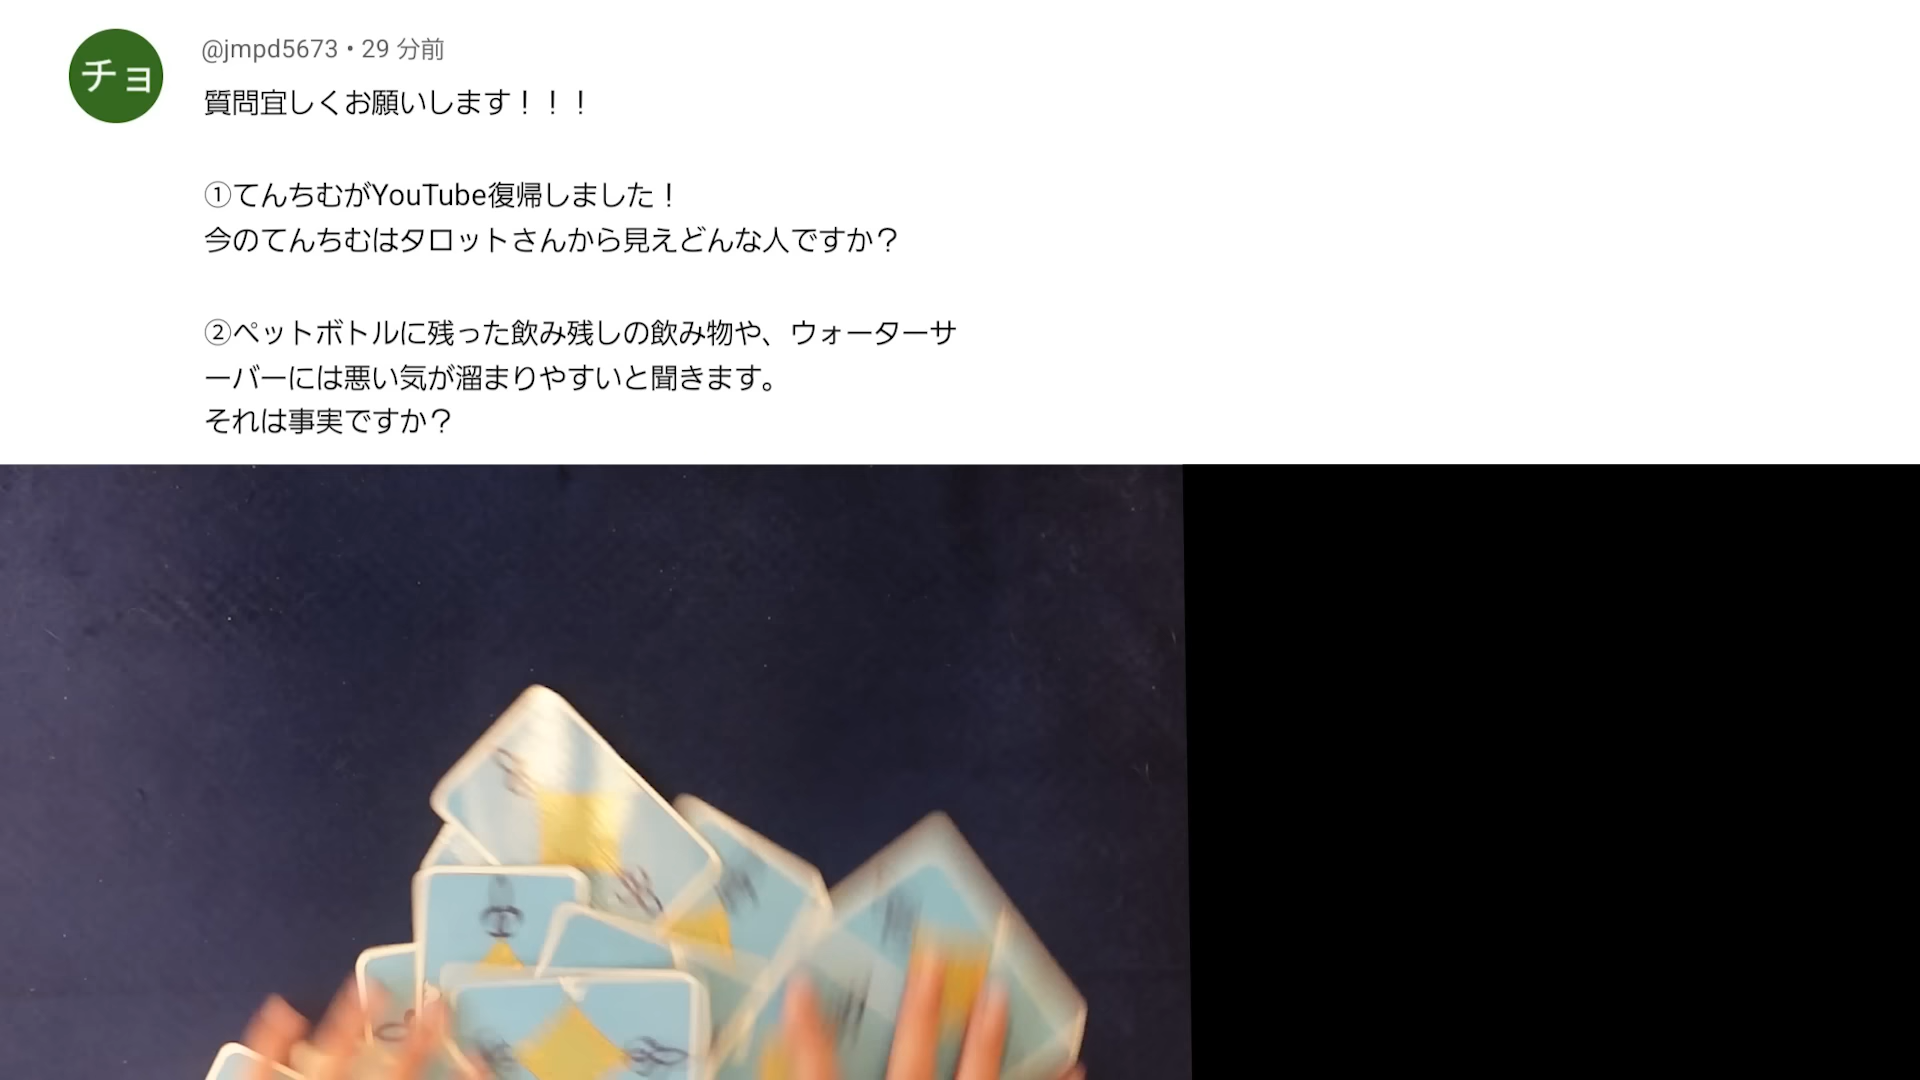 チョ
@jmpd5673 • 29 分前
質問宜しくお願いします！！！
①てんちむがYouTube復帰しました！
今のてんちむはタロットさんから見えどんな人ですか？
②ペットボトルに残った飲み残しの飲み物や、ウォーターサ
ーバーには悪い気が溜まりやすいと聞きます。
それは事実ですか？